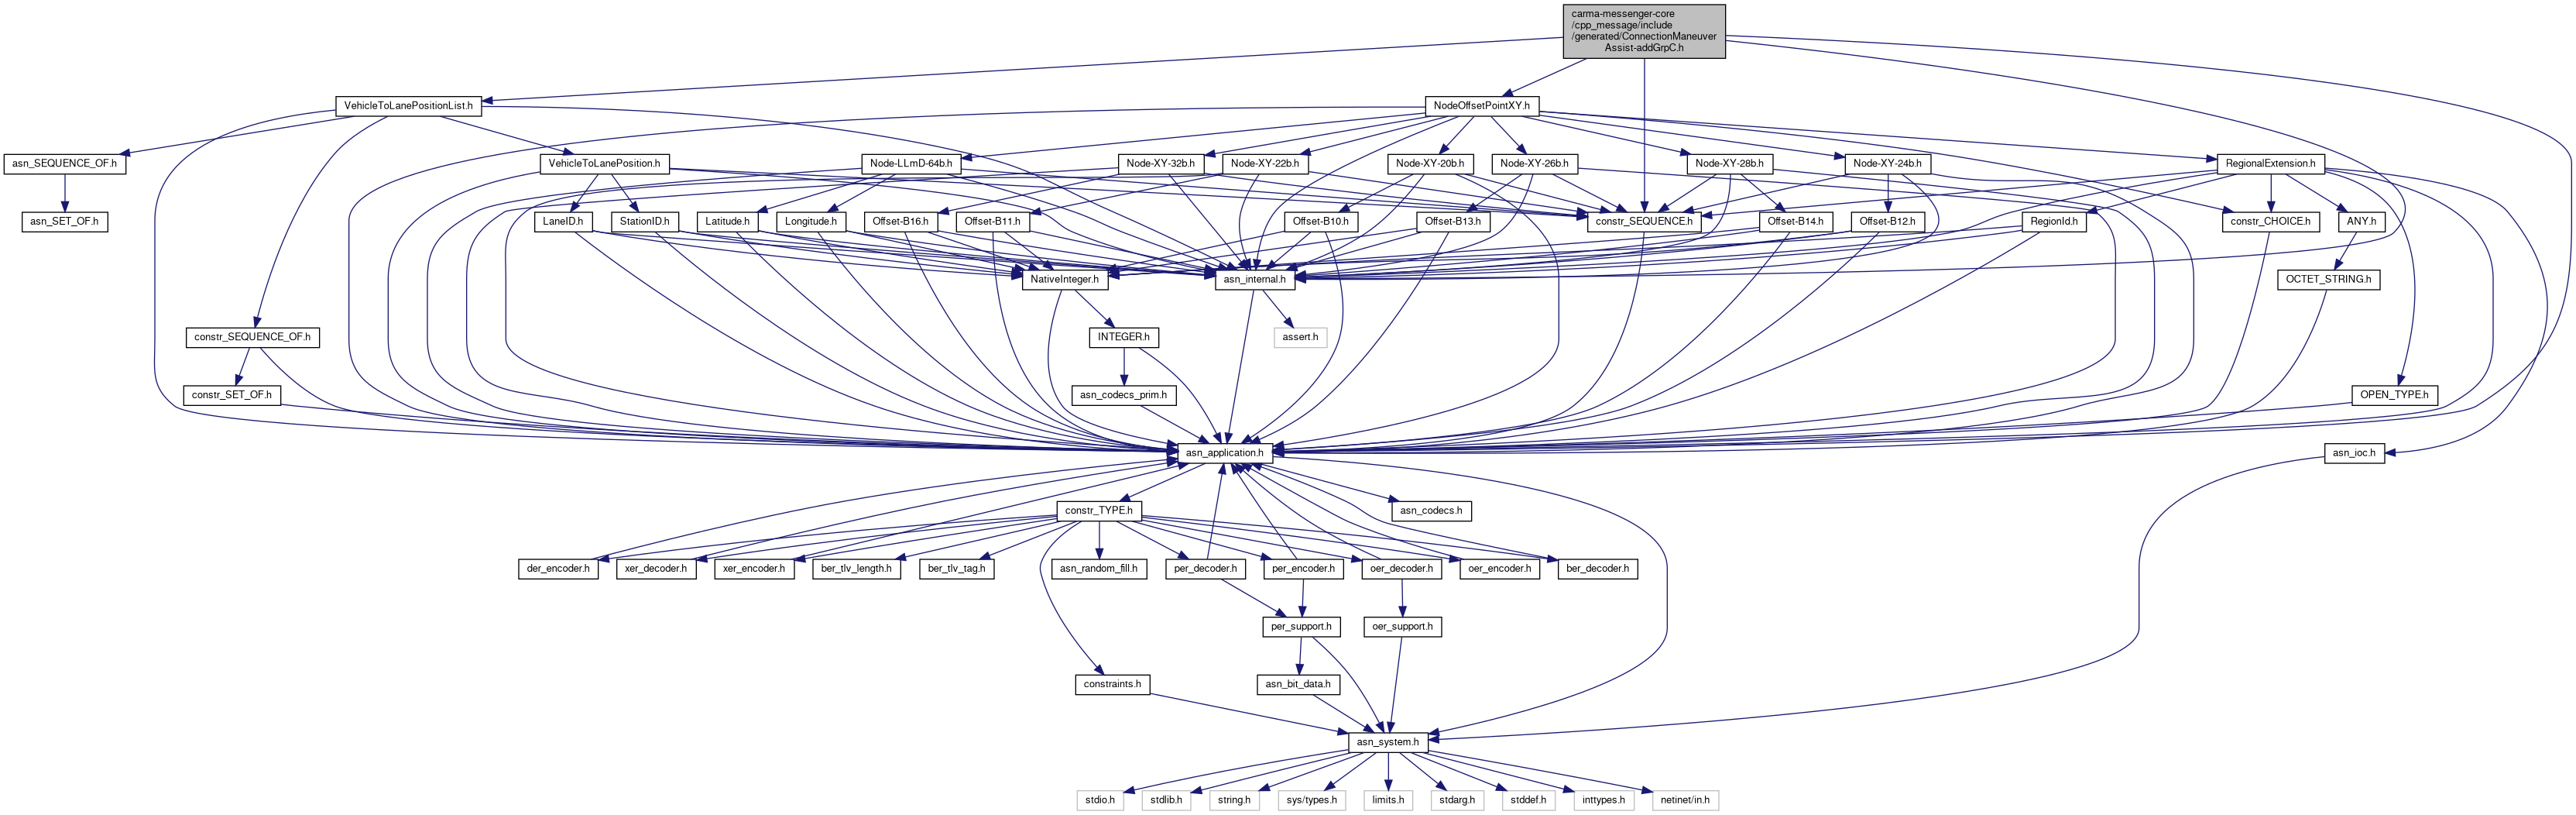 carma-messenger-core
/cpp_message/include
/generated/ConnectionManeuver
Assist-addGrpC.h
VehicleToLanePositionList.h
NodeOffsetPointXY.h
asn_SEQUENCE_OF.h
VehicleToLanePosition.h
Node-LLmD-64b.h
Node-XY-32b.h
Node-XY-22b.h
Node-XY-20b.h
Node-XY-26b.h
Node-XY-28b.h
Node-XY-24b.h
RegionalExtension.h
asn_SET_OF.h
LaneID.h
StationID.h
Latitude.h
Longitude.h
Offset-B16.h
Offset-B11.h
Offset-B10.h
Offset-B13.h
constr_SEQUENCE.h
Offset-B14.h
Offset-B12.h
RegionId.h
constr_CHOICE.h
ANY.h
NativeInteger.h
asn_internal.h
OCTET_STRING.h
constr_SEQUENCE_OF.h
INTEGER.h
assert.h
constr_SET_OF.h
asn_codecs_prim.h
OPEN_TYPE.h
asn_application.h
asn_ioc.h
constr_TYPE.h
asn_codecs.h
der_encoder.h
xer_decoder.h
xer_encoder.h
ber_tlv_length.h
ber_tlv_tag.h
asn_random_fill.h
per_decoder.h
per_encoder.h
oer_decoder.h
oer_encoder.h
ber_decoder.h
per_support.h
oer_support.h
constraints.h
asn_bit_data.h
asn_system.h
stdio.h
stdlib.h
string.h
sys/types.h
limits.h
stdarg.h
stddef.h
inttypes.h
netinet/in.h